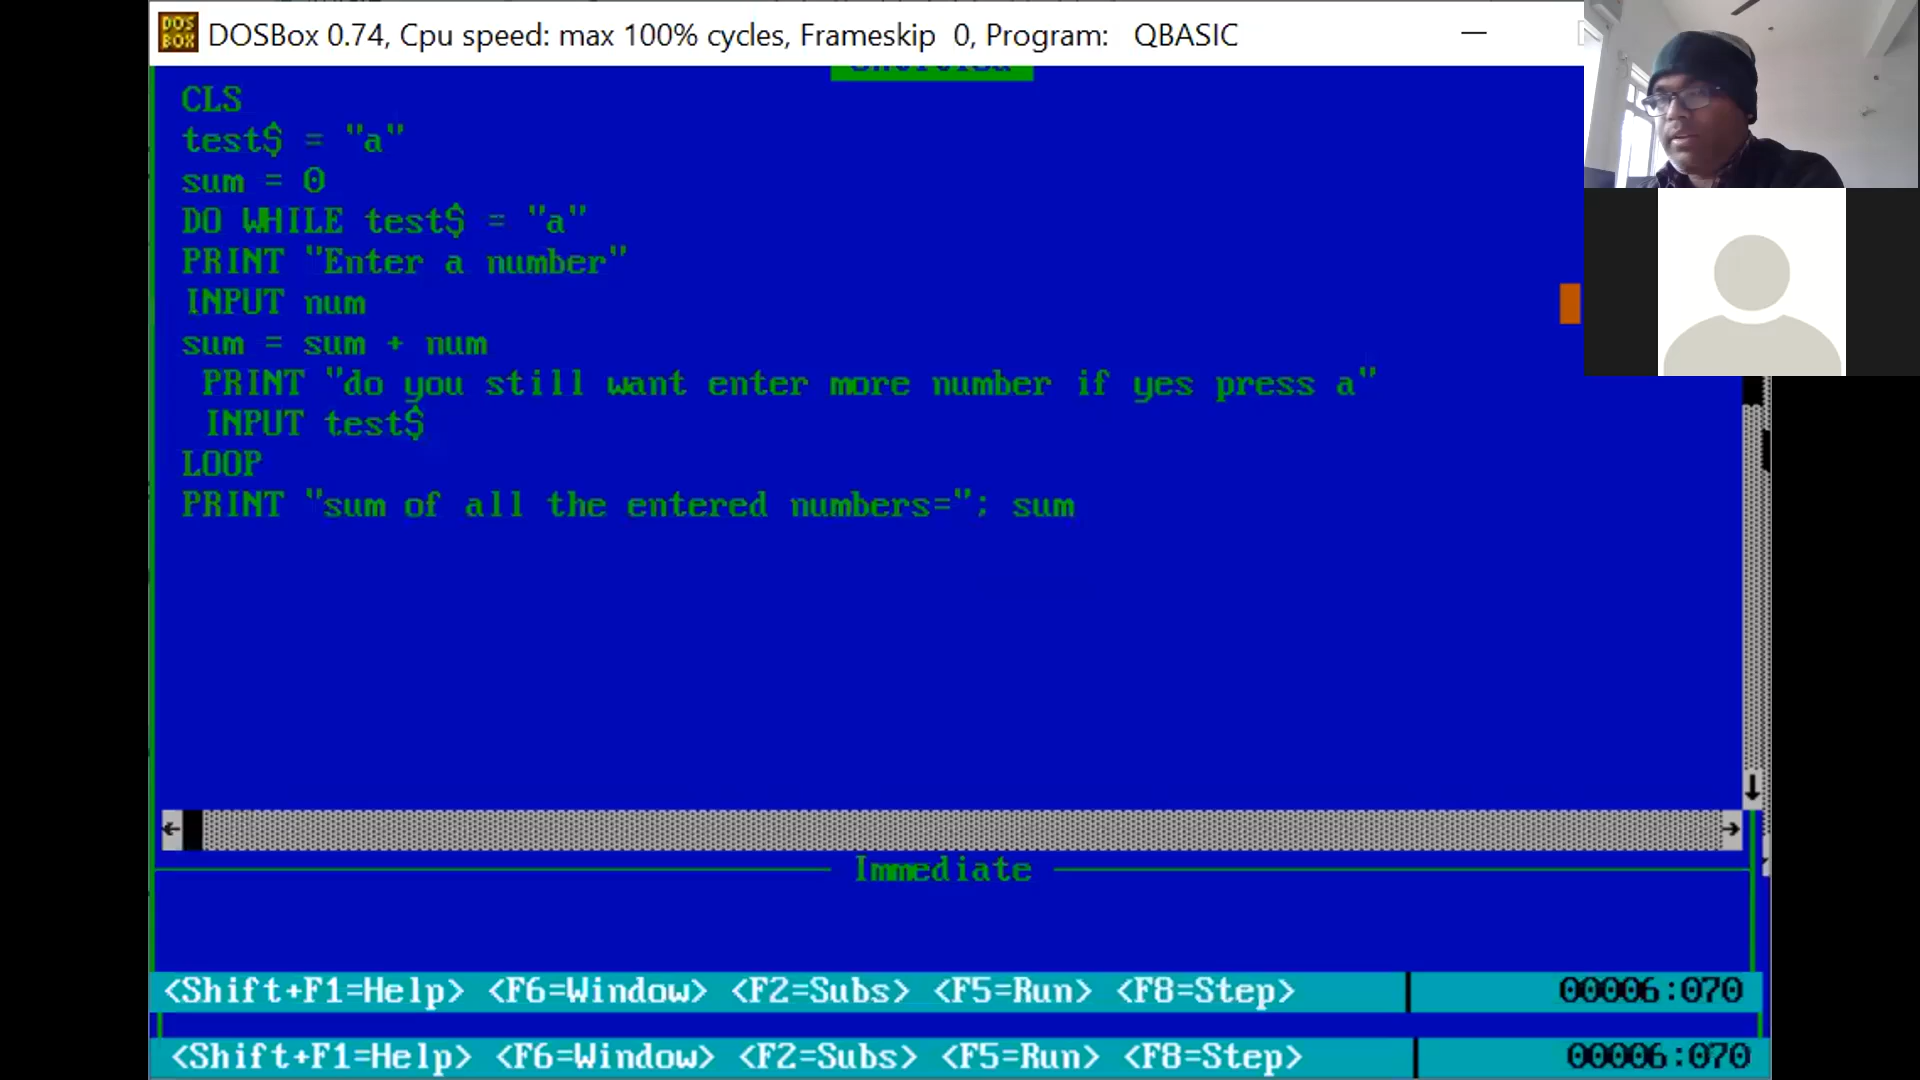 DOS
BOX
DOSBox 0.74, Cpu speed: max 100% cycles, Frameskip 0, Program: QBASIC
CLS
test$ = "a"
sum = 0
DO WHILE test$ = "a"
PRINT "Enter a number"
INPUT num
sum = sum + num
PRINT "do you still want enter more number if yes press a"
INPUT test$
LOOP
PRINT "sum of all the entered numbers="; sum
Immediate
<Shift+F1=Help> <F6=Window> <F2=Subs> <F5=Run> <F8=Step> 00006:070
<Shift+F1=Help> <F6=Window> <F2=Subs> <F5=Run> <F8=Step> 00006:070